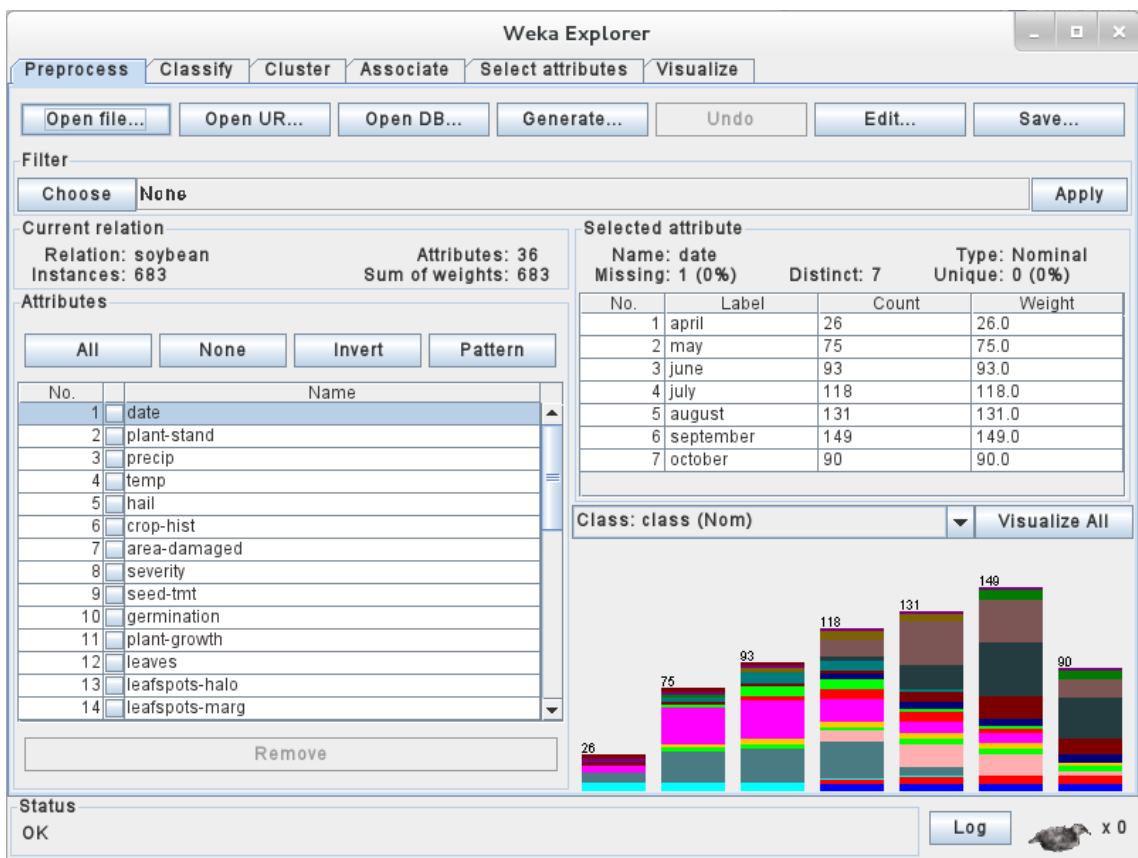 Weka Explorer
Preprocess Classify Cluster Associate Select attributes Visualize
Open file... Open UR... Open DB... Generate... Undo Edit... Save...
Filter
Choose None Apply
Current relation
Relation: soybean Attributes: 36
Instances: 683 Sum of weights: 683
Attributes
All None Invert Pattern
No. Name
1 date
2 plant-stand
3 precip
4 temp
5 hail
6 crop-hist
7 area-damaged
8 severity
9 seed-tmt
10 germination
11 plant-growth
12 leaves
13 leafspots-halo
14 leafspots-marg
Remove
Selected attribute
Name: date Type: Nominal
Missing: 1 (0%) Distinct: 7 Unique: 0 (0%)
No. Label Count Weight
1 april 26 26.0
2 may 75 75.0
3 june 93 93.0
4 july 118 118.0
5 august 131 131.0
6 september 149 149.0
7 october 90 90.0
Class: class (Nom) Visualize All
26 75 93 118 131 149 90
Status
OK
Log x 0